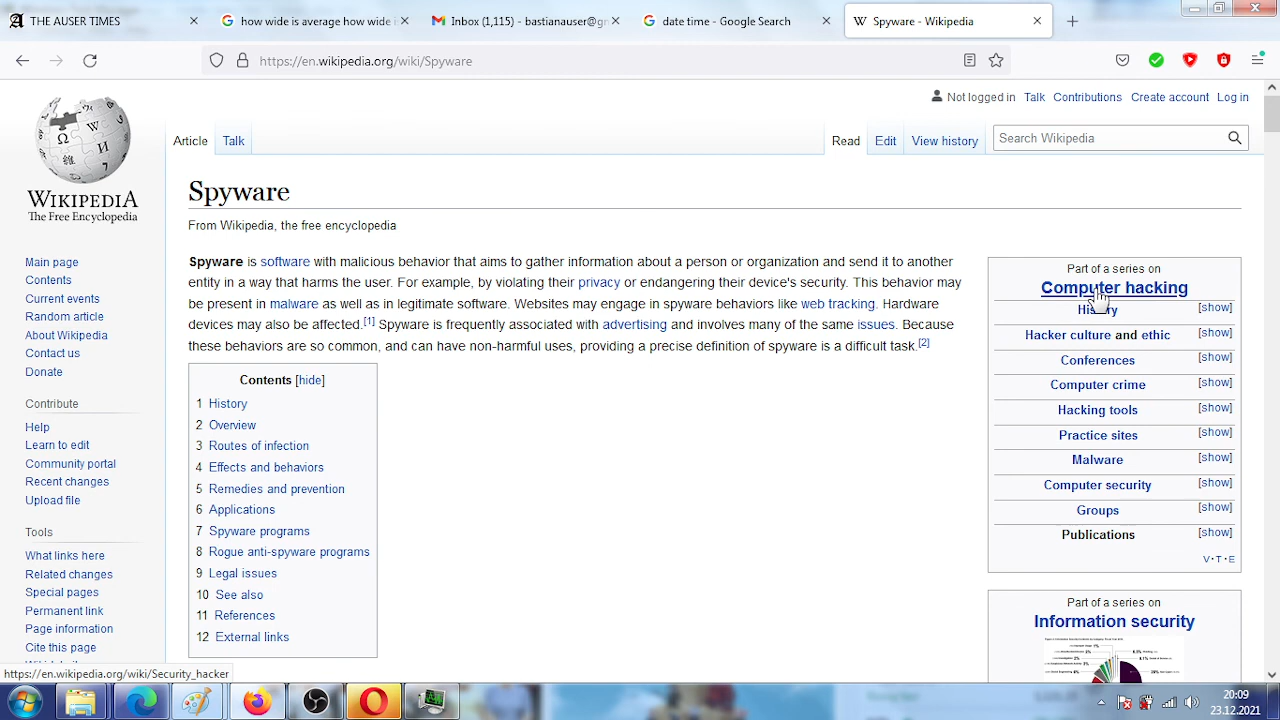 THE AUSER TIMES
how wide is average how wide i
Inbox (1,115) - bastianauser@gr
date time - Google Search
Spyware - Wikipedia
https://en.wikipedia.org/wiki/Spyware
Not logged in Talk Contributions Create account Log in
Article Talk
Read Edit View history
Search Wikipedia
WIKIPEDIA
The Free Encyclopedia
Main page
Contents
Current events
Random article
About Wikipedia
Contact us
Donate
Contribute
Help
Learn to edit
Community portal
Recent changes
Upload file
Tools
What links here
Related changes
Special pages
Permanent link
Page information
Cite this page
Spyware
From Wikipedia, the free encyclopedia
Spyware is software with malicious behavior that aims to gather information about a person or organization and send it to another
entity in a way that harms the user. For example, by violating their privacy or endangering their device's security. This behavior may
be present in malware as well as in legitimate software. Websites may engage in spyware behaviors like web tracking. Hardware
devices may also be affected.[1] Spyware is frequently associated with advertising and involves many of the same issues. Because
these behaviors are so common, and can have non-harmful uses, providing a precise definition of spyware is a difficult task.[2]
Contents [hide]
1 History
2 Overview
3 Routes of infection
4 Effects and behaviors
5 Remedies and prevention
6 Applications
7 Spyware programs
8 Rogue anti-spyware programs
9 Legal issues
10 See also
11 References
12 External links
Part of a series on
Computer hacking
History [show]
Hacker culture and ethic [show]
Conferences [show]
Computer crime [show]
Hacking tools [show]
Practice sites [show]
Malware [show]
Computer security [show]
Groups [show]
Publications [show]
V · T · E
Part of a series on
Information security
https://en.wikipedia.org/wiki/Security_hacker
20:09
23.12.2021